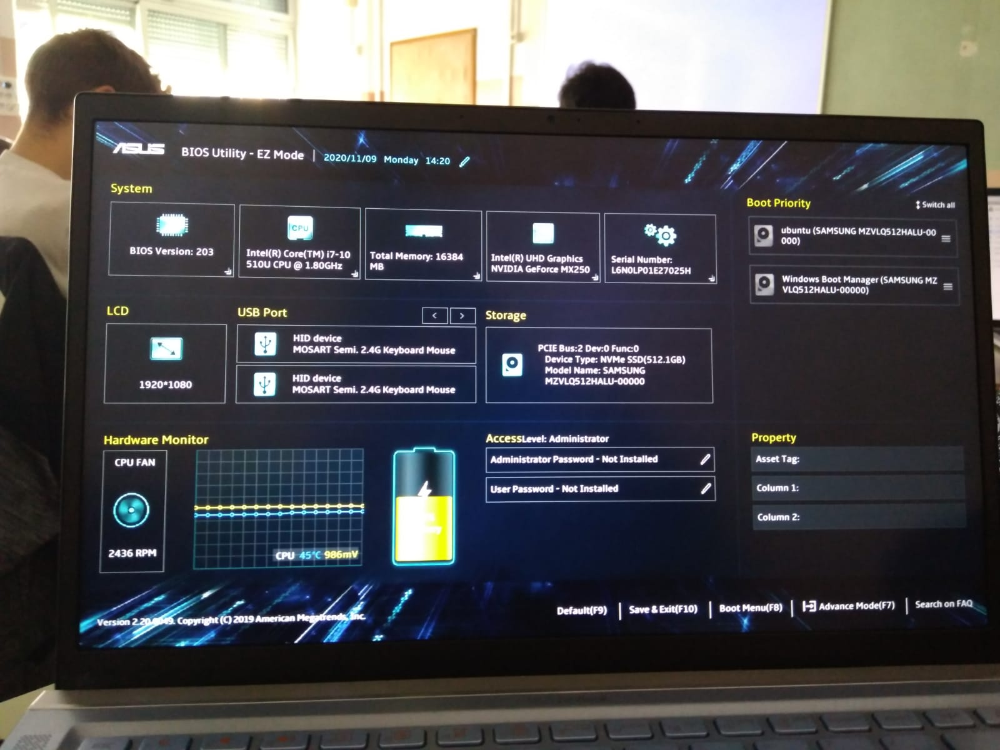 ASUS BIOS Utility - EZ Mode | 2020/11/09 Monday 14:20
System
BIOS Version: 203
CPU
Intel(R) Core(TM) i7-10
510U CPU @ 1.80GHz
Total Memory: 16384
MB
Intel(R) UHD Graphics
NVIDIA GeForce MX250
Serial Number:
L6N0LP01E27025H
Boot Priority
Switch all
ubuntu (SAMSUNG MZVLQ512HALU-00
000)
Windows Boot Manager (SAMSUNG MZ
VLQ512HALU-00000)
LCD
1920*1080
USB Port
< >
HID device
MOSART Semi. 2.4G Keyboard Mouse
HID device
MOSART Semi. 2.4G Keyboard Mouse
Storage
PCIE Bus:2 Dev:0 Func:0
Device Type: NVMe SSD(512.1GB)
Model Name: SAMSUNG
MZVLQ512HALU-00000
Hardware Monitor
CPU FAN
2436 RPM
CPU 45°C 986mV
AccessLevel: Administrator
Administrator Password - Not Installed
User Password - Not Installed
Property
Asset Tag:
Column 1:
Column 2:
Default(F9) | Save & Exit(F10) | Boot Menu(F8) | Advance Mode(F7) | Search on FAQ
Version Copyright (C) 2019 American Megatrends, Inc.